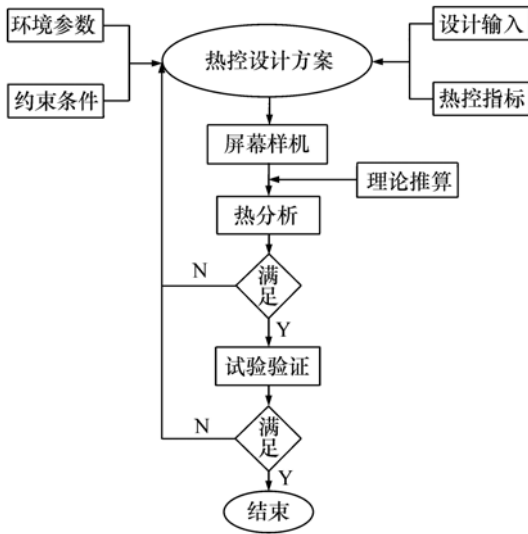 环境参数
设计输入
热控设计方案
约束条件
热控指标
屏幕样机
理论推算
热分析
N
满
足
Y
试验验证
N
满
足
Y
结束